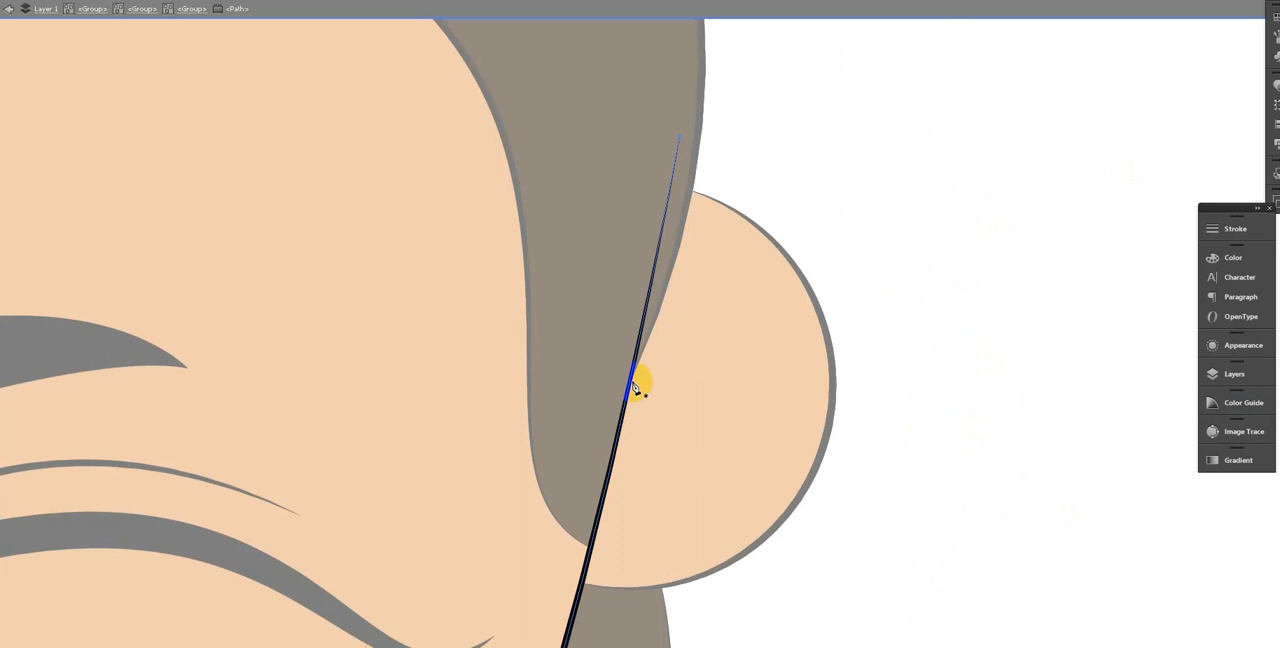 Layer 1 <Group> <Group> <Group> <Path>
Stroke
Color
Character
Paragraph
OpenType
Appearance
Layers
Color Guide
Image Trace
Gradient